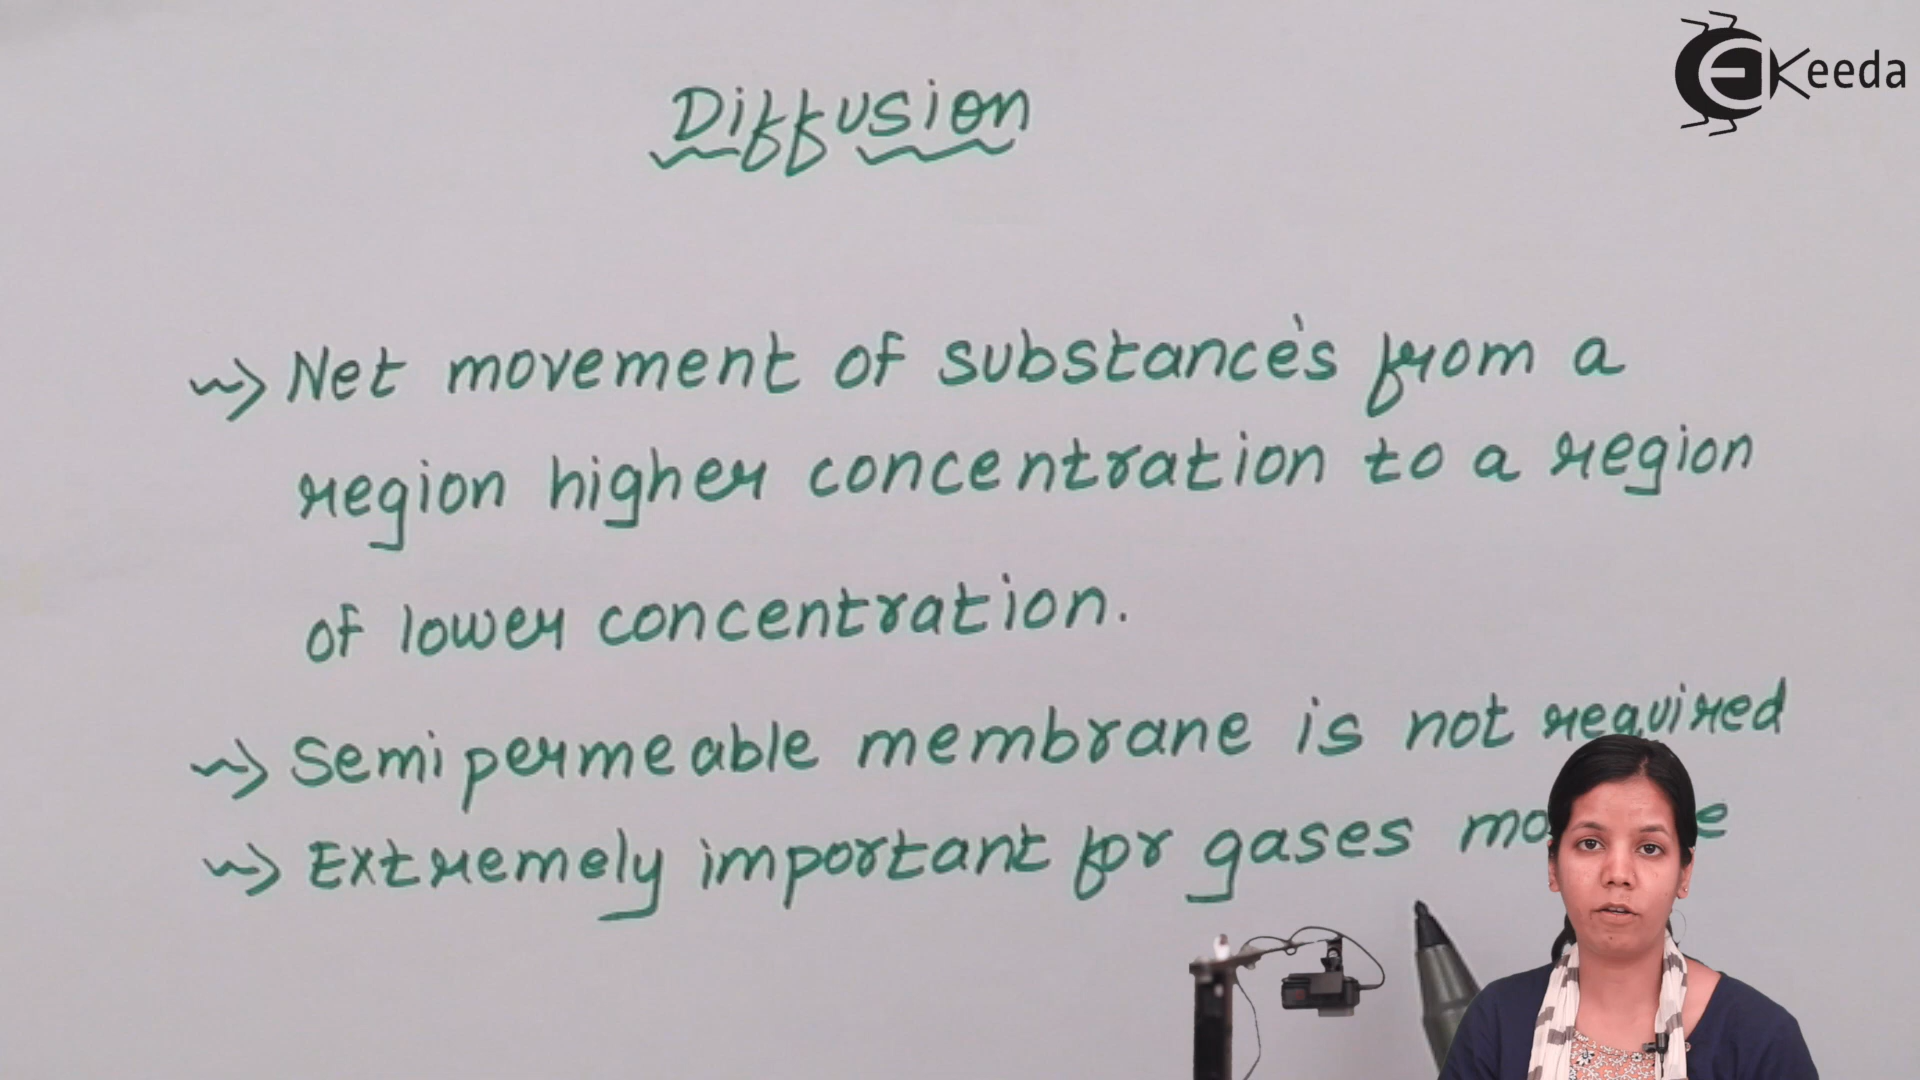 Keeda
Diffusion
Net movement of substance's from a
region higher concentration to a region
of lower concentration.
Semipermeable membrane is not required
Extremely important for gases